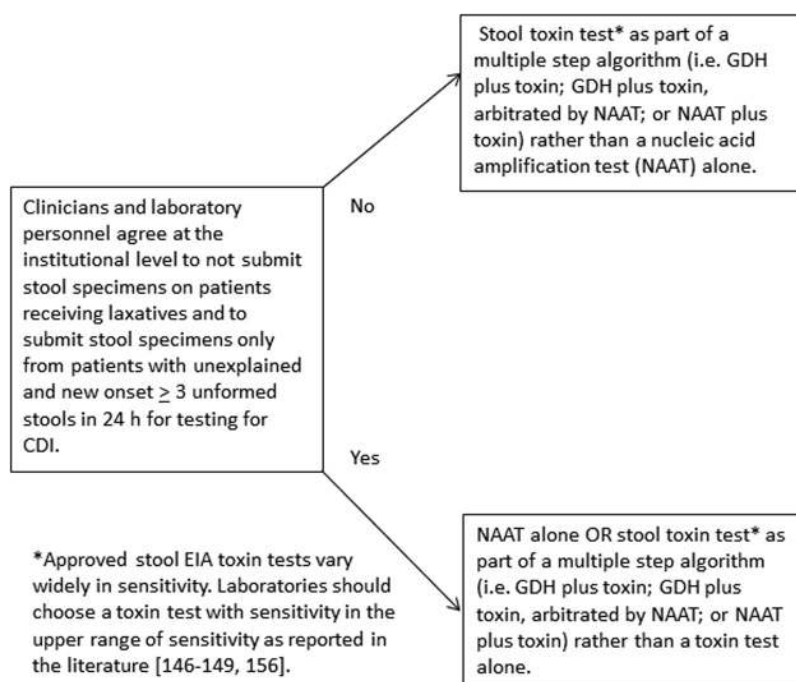 Stool toxin test* as part of a
multiple step algorithm (i.e. GDH
plus toxin; GDH plus toxin,
arbitrated by NAAT; or NAAT plus
toxin) rather than a nucleic acid
amplification test (NAAT) alone.
No
Clinicians and laboratory
personnel agree at the
institutional level to not submit
stool specimens on patients
receiving laxatives and to
submit stool specimens only
from patients with unexplained
and new onset ≥ 3 unformed
stools in 24 h for testing for
CDI.
Yes
NAAT alone OR stool toxin test* as
part of a multiple step algorithm
(i.e. GDH plus toxin; GDH plus
toxin, arbitrated by NAAT; or NAAT
plus toxin) rather than a toxin test
alone.
*Approved stool EIA toxin tests vary
widely in sensitivity. Laboratories should
choose a toxin test with sensitivity in the
upper range of sensitivity as reported in
the literature [146-149, 156].